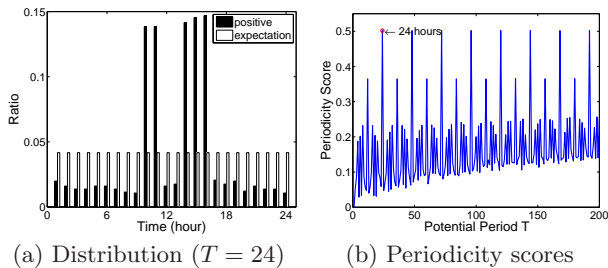 positive
expectation
0.15
0.1
0.05
0
Ratio
0 6 12 18 24
Time (hour)
(a) Distribution (T = 24)
0.5
0.4
0.3
0.2
0.1
0
Periodicity Score
← 24 hours
0 50 100 150 200
Potential Period T
(b) Periodicity scores